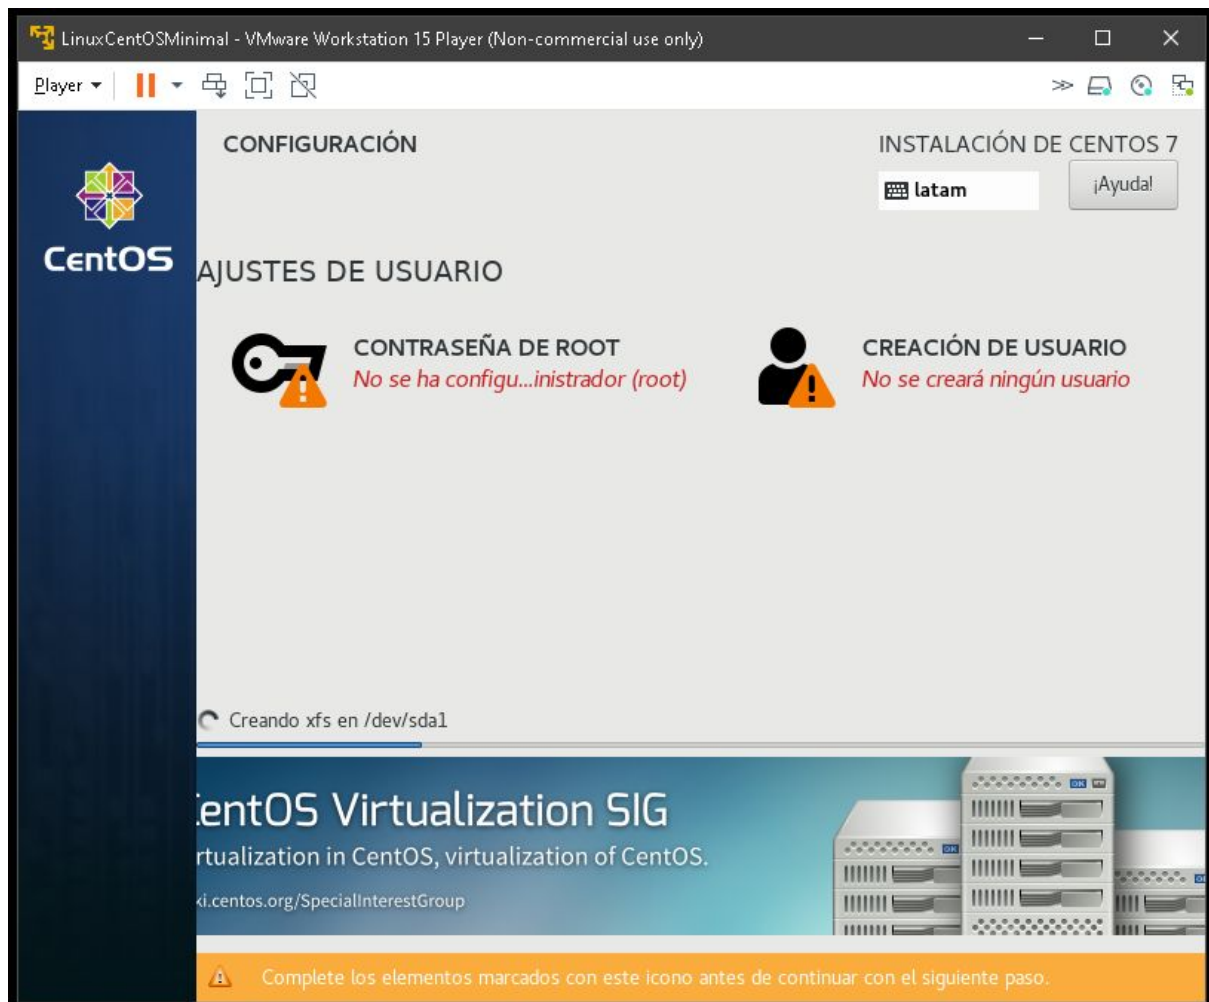 LinuxCentOSMinimal - VMware Workstation 15 Player (Non-commercial use only)
Player
CONFIGURACIÓN
INSTALACIÓN DE CENTOS 7
latam
¡Ayuda!
CentOS
AJUSTES DE USUARIO
CONTRASEÑA DE ROOT
No se ha configu...inistrador (root)
CREACIÓN DE USUARIO
No se creará ningún usuario
Creando xfs en /dev/sda1
entOS Virtualization SIG
rtualization in CentOS, virtualization of CentOS.
ki.centos.org/SpecialInterestGroup
OK
OK
Complete los elementos marcados con este icono antes de continuar con el siguiente paso.